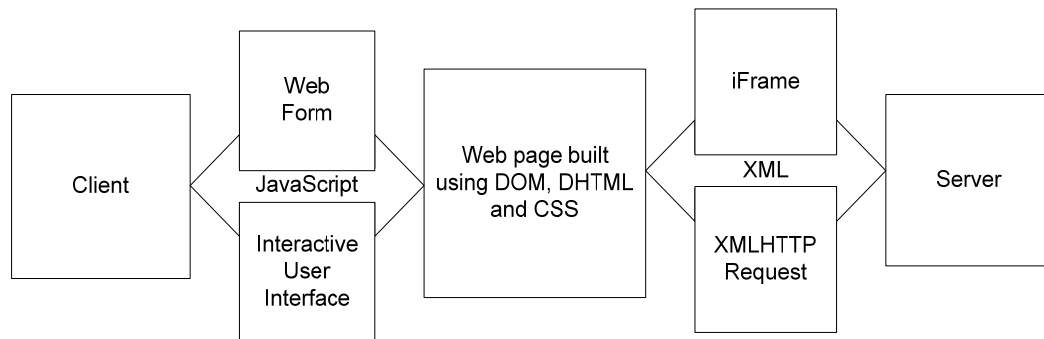 Client
Web
Form
JavaScript
Interactive
User
Interface
Web page built
using DOM, DHTML
and CSS
iFrame
XML
XMLHTTP
Request
Server